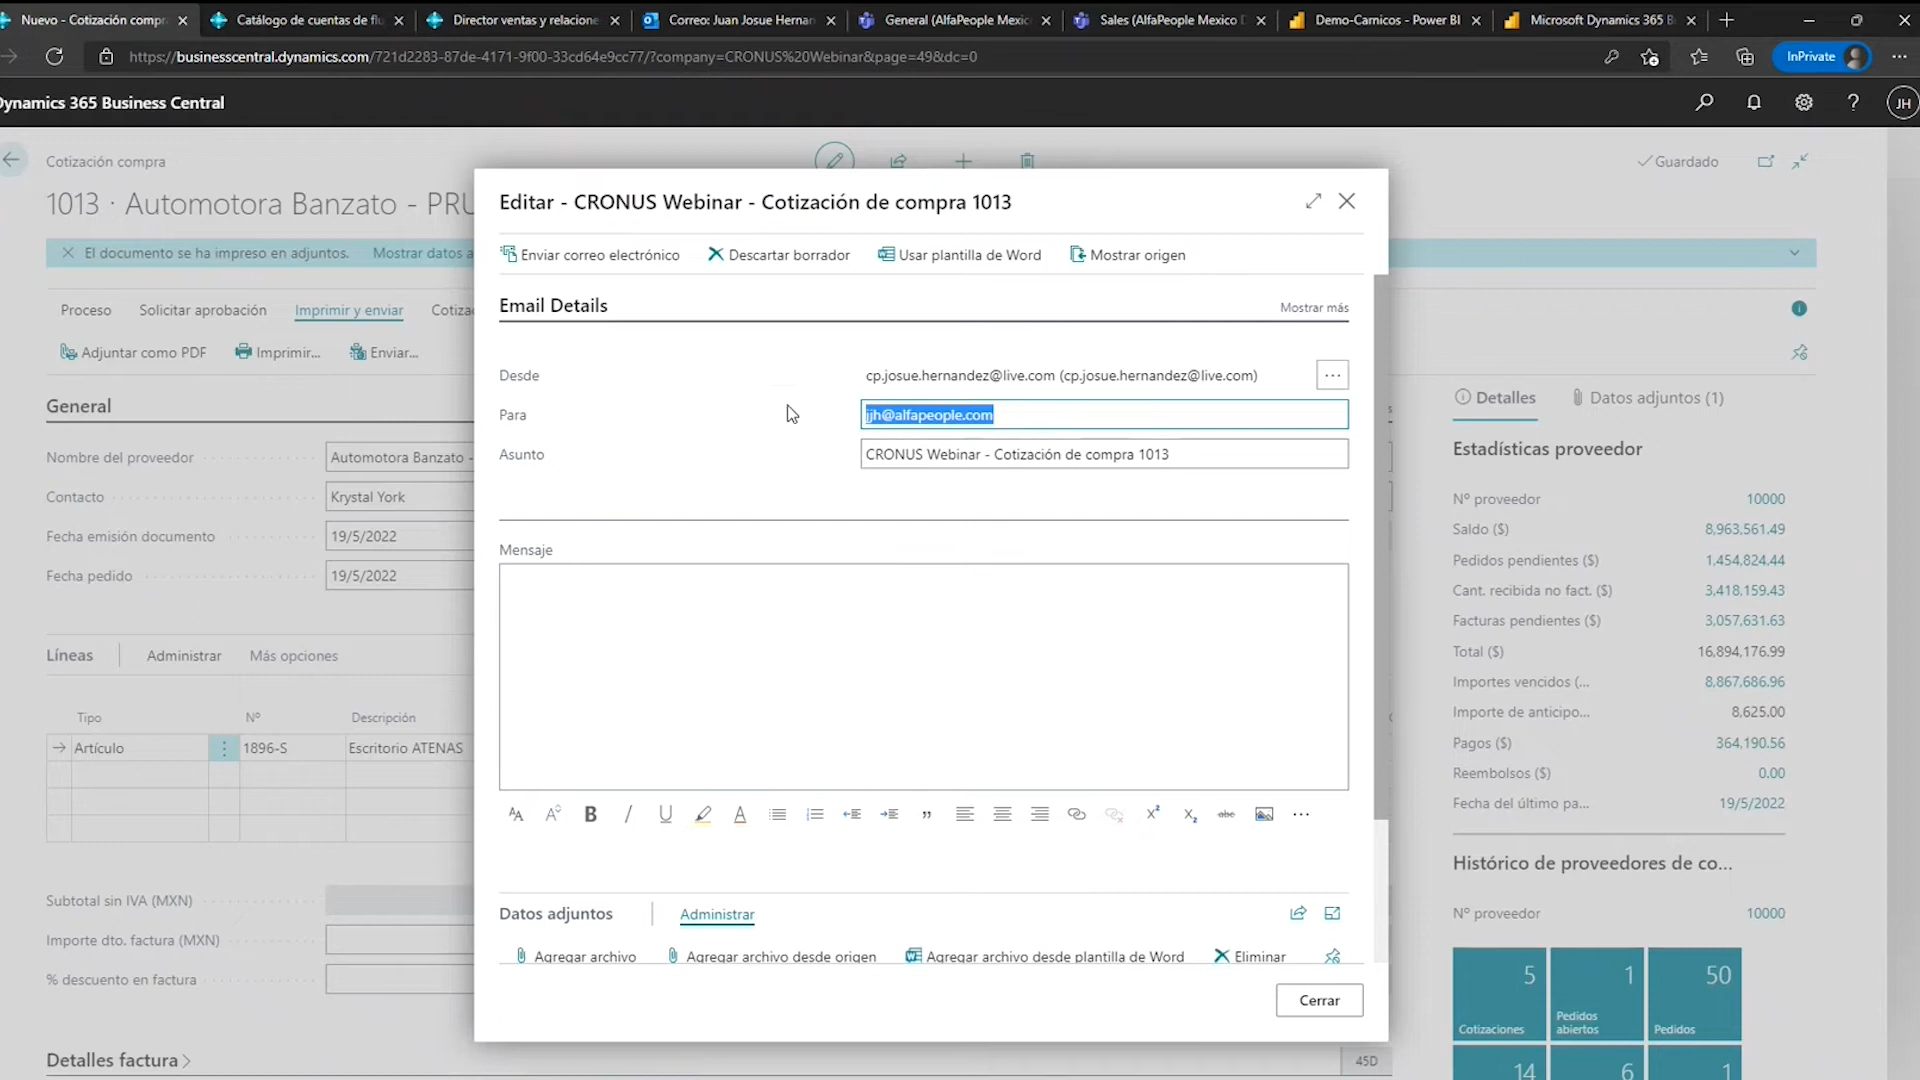 Nuevo - Cotización compr
Catálogo de cuentas de flu
Director ventas y relacione
Correo: Juan Josue Hernan
General (AlfaPeople Mexic
Sales (AlfaPeople Mexico D
Demo-Carnicos - Power BI
Microsoft Dynamics 365 B
https://businesscentral.dynamics.com/721d2283-87de-4171-9f00-33cd64e9cc77/?company=CRONUS%20Webinar&page=49&dc=0
InPrivate
Dynamics 365 Business Central
JH
Cotización compra
Guardado
1013 · Automotora Banzato - PRU
El documento se ha impreso en adjuntos.
Mostrar datos a
Proceso
Solicitar aprobación
Imprimir y enviar
Cotiza
Adjuntar como PDF
Imprimir...
Enviar...
General
Nombre del proveedor
Automotora Banzato -
Contacto
Krystal York
Fecha emisión documento
19/5/2022
Fecha pedido
19/5/2022
Líneas
Administrar
Más opciones
Tipo
Nº
Descripción
Artículo
1896-S
Escritorio ATENAS
Subtotal sin IVA (MXN)
Importe dto. factura (MXN)
% descuento en factura
Detalles factura
45D
Editar - CRONUS Webinar - Cotización de compra 1013
Enviar correo electrónico
Descartar borrador
Usar plantilla de Word
Mostrar origen
Email Details
Mostrar más
Desde
cp.josue.hernandez@live.com (cp.josue.hernandez@live.com)
Para
jjh@alfapeople.com
Asunto
CRONUS Webinar - Cotización de compra 1013
Mensaje
Datos adjuntos
Administrar
Agregar archivo
Agregar archivo desde origen
Agregar archivo desde plantilla de Word
Eliminar
Cerrar
Detalles
Datos adjuntos (1)
Estadísticas proveedor
Nº proveedor
10000
Saldo ($)
8,963,561.49
Pedidos pendientes ($)
1,454,824.44
Cant. recibida no fact. ($)
3,418,159.43
Facturas pendientes ($)
3,057,631.63
Total ($)
16,894,176.99
Importes vencidos (...
8,867,686.96
Importe de anticipo...
8,625.00
Pagos ($)
364,190.56
Reembolsos ($)
0.00
Fecha del último pa...
19/5/2022
Histórico de proveedores de co...
Nº proveedor
10000
5
Cotizaciones
1
Pedidos abiertos
50
Pedidos
14
6
1